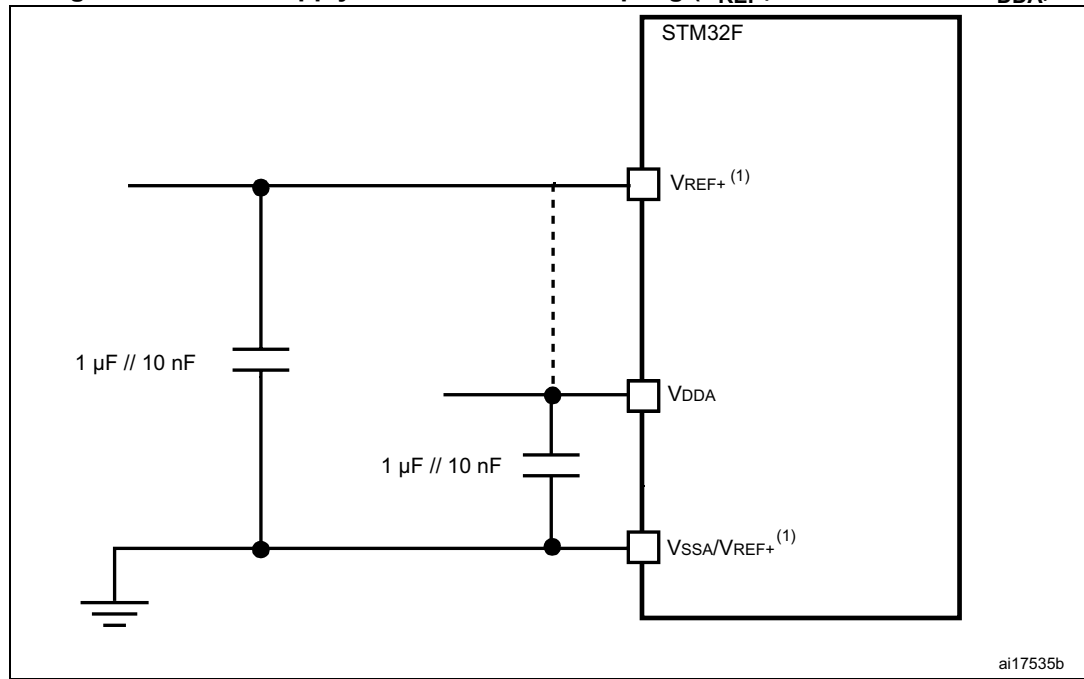 STM32F
VREF+ (1)
1 µF // 10 nF
VDDA
1 µF // 10 nF
VSSA/VREF+ (1)
ai17535b